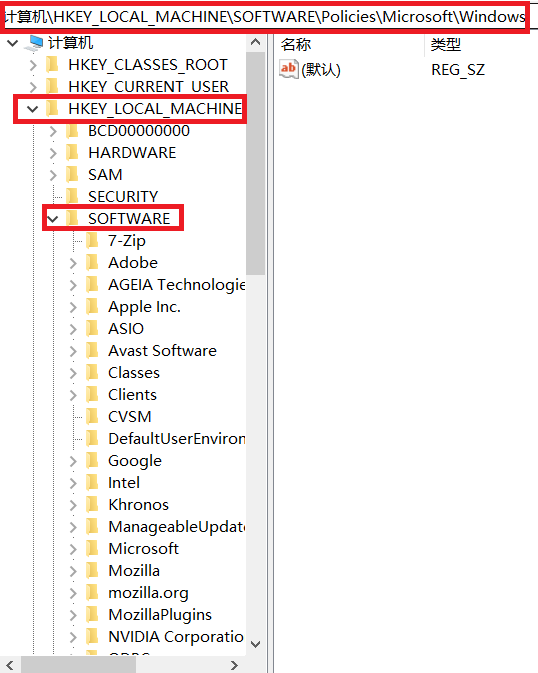 计算机\HKEY_LOCAL_MACHINE\SOFTWARE\Policies\Microsoft\Windows
计算机
HKEY_CLASSES_ROOT
HKEY_CURRENT_USER
HKEY_LOCAL_MACHINE
BCD00000000
HARDWARE
SAM
SECURITY
SOFTWARE
7-Zip
Adobe
AGEIA Technologie
Apple Inc.
ASIO
Avast Software
Classes
Clients
CVSM
DefaultUserEnviron
Google
Intel
Khronos
ManageableUpdate
Microsoft
Mozilla
mozilla.org
MozillaPlugins
NVIDIA Corporatio
名称 类型
ab (默认) REG_SZ